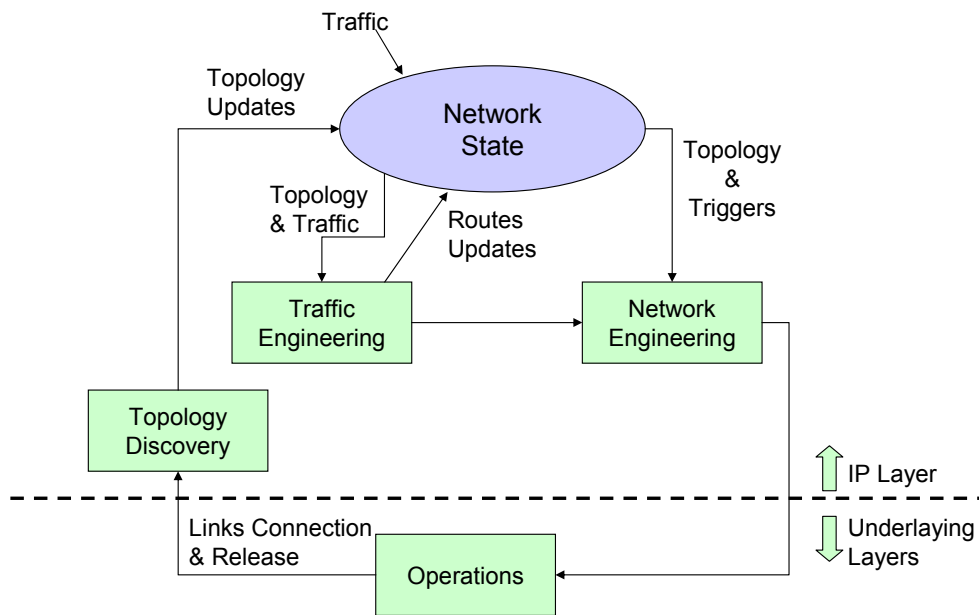 Traffic
Topology
Updates
Network
State
Topology
& Traffic
Routes
Updates
Topology
&
Triggers
Traffic
Engineering
Network
Engineering
Topology
Discovery
IP Layer
Links Connection
& Release
Underlaying
Layers
Operations